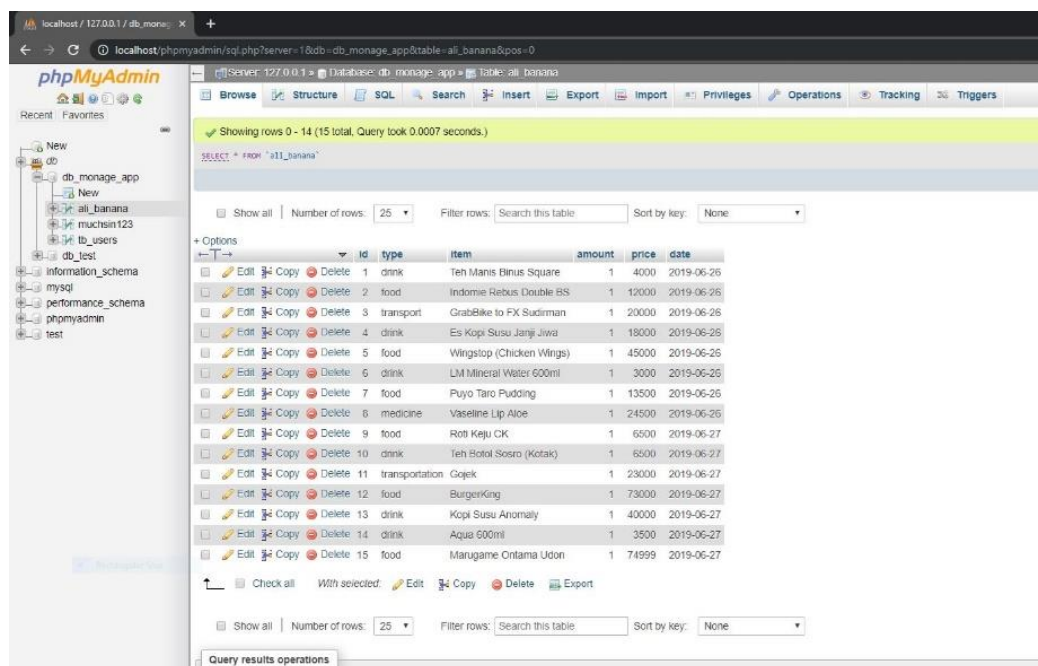 localhost / 127.0.0.1 / db_monag
localhost/phpmyadmin/sql.php?server=1&db=db_monage_app&table=ali_banana&pos=0
phpMyAdmin
Recent Favorites
New
db
db_monage_app
New
ali_banana
muchsin123
tb_users
db_test
information_schema
mysql
performance_schema
phpmyadmin
test
Server: 127.0.0.1 » Database: db_monage_app » Table: ali_banana
Browse Structure SQL Search Insert Export Import Privileges Operations Tracking Triggers
Showing rows 0 - 14 (15 total, Query took 0.0007 seconds.)
SELECT * FROM `ali_banana`
Show all | Number of rows: 25 Filter rows: Search this table Sort by key: None
+ Options
←T→ id type item amount price date
Edit Copy Delete 1 drink Teh Manis Binus Square 1 4000 2019-06-26
Edit Copy Delete 2 food Indomie Rebus Double BS 1 12000 2019-06-26
Edit Copy Delete 3 transport GrabBike to FX Sudirman 1 20000 2019-06-26
Edit Copy Delete 4 drink Es Kopi Susu Janji Jiwa 1 18000 2019-06-26
Edit Copy Delete 5 food Wingstop (Chicken Wings) 1 45000 2019-06-26
Edit Copy Delete 6 drink LM Mineral Water 600ml 1 3000 2019-06-26
Edit Copy Delete 7 food Puyo Taro Pudding 1 13500 2019-06-26
Edit Copy Delete 8 medicine Vaseline Lip Aloe 1 24500 2019-06-26
Edit Copy Delete 9 food Roti Keju CK 1 6500 2019-06-27
Edit Copy Delete 10 drink Teh Botol Sosro (Kotak) 1 6500 2019-06-27
Edit Copy Delete 11 transportation Gojek 1 23000 2019-06-27
Edit Copy Delete 12 food BurgerKing 1 73000 2019-06-27
Edit Copy Delete 13 drink Kopi Susu Anomaly 1 40000 2019-06-27
Edit Copy Delete 14 drink Aqua 600ml 1 3500 2019-06-27
Edit Copy Delete 15 food Marugame Ontama Udon 1 74999 2019-06-27
Check all With selected: Edit Copy Delete Export
Show all | Number of rows: 25 Filter rows: Search this table Sort by key: None
Query results operations